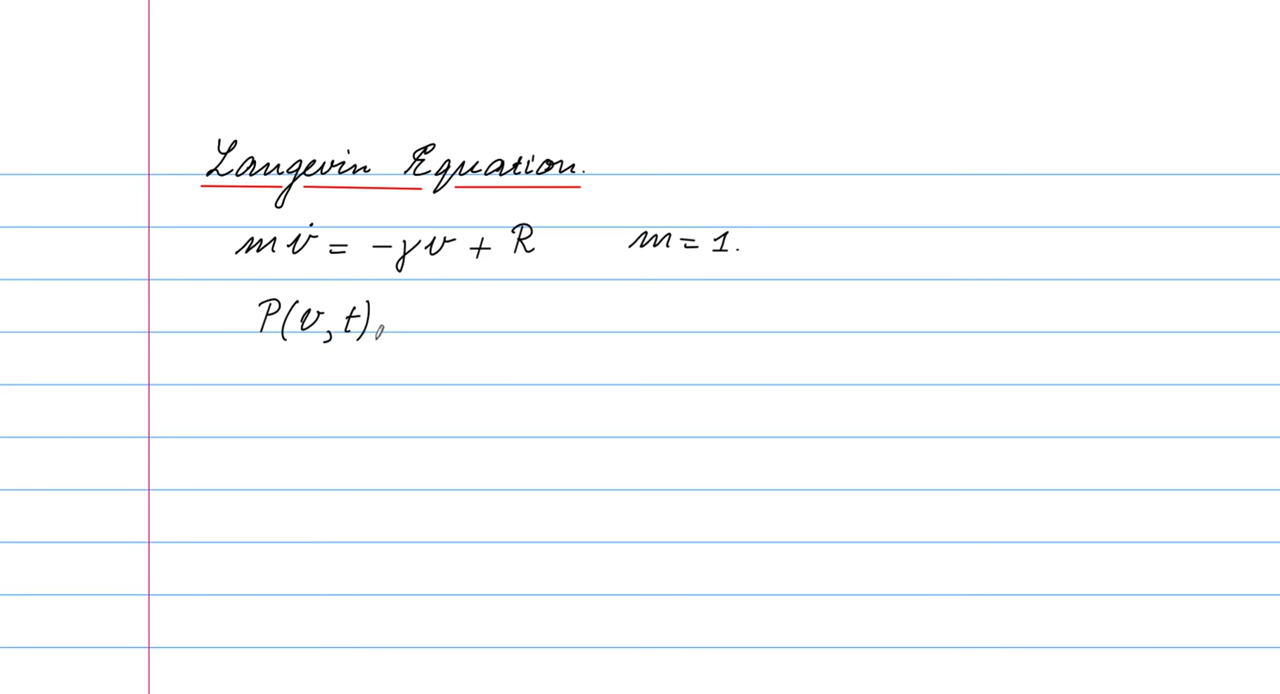 Langevin Equation.
mv̇ = -γv + R    m = 1.
P(v,t)